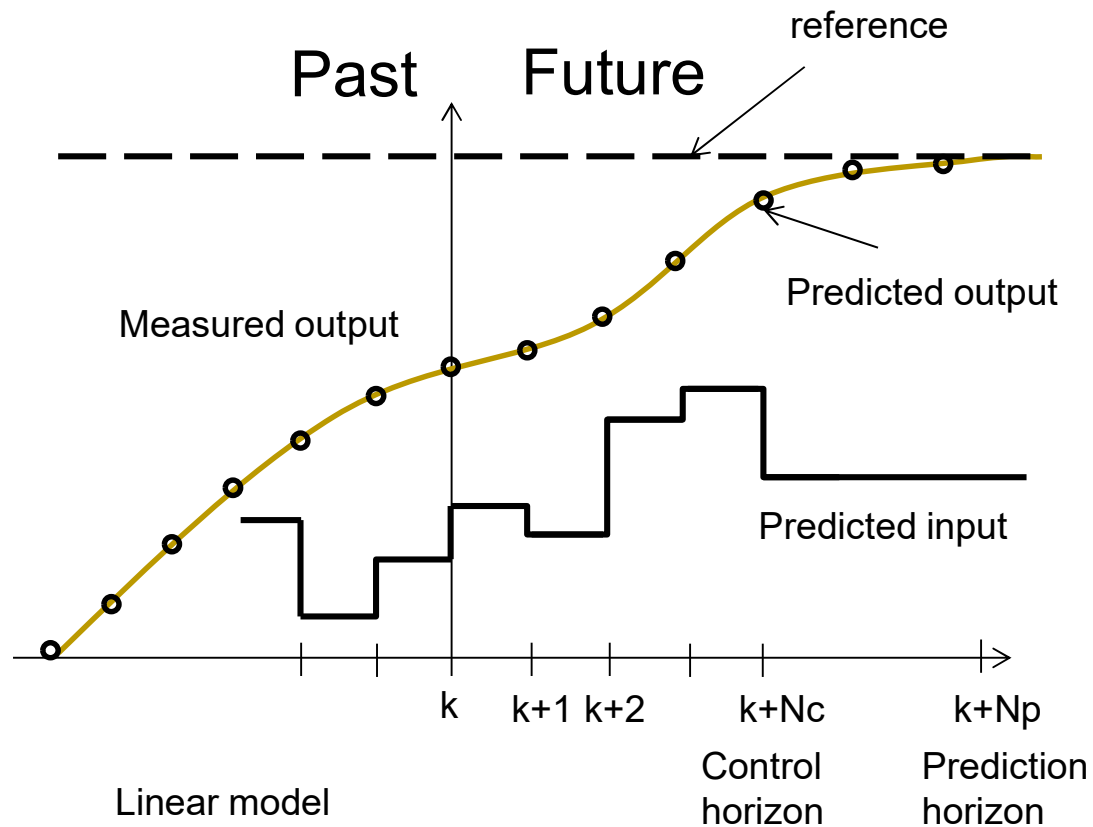 reference
Past
Future
Measured output
Predicted output
Predicted input
k
k+1
k+2
k+Nc
k+Np
Control
horizon
Prediction
horizon
Linear model